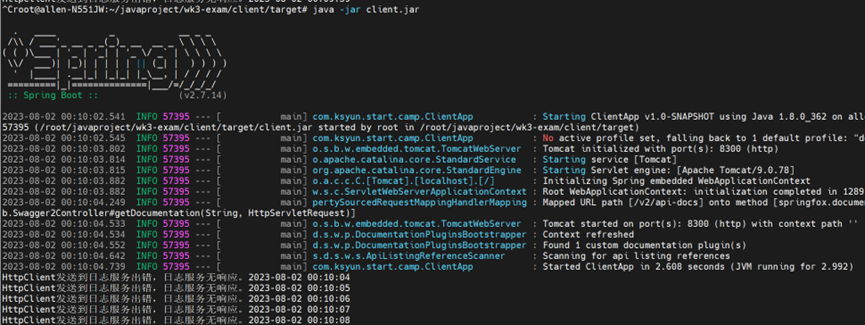 ^Croot@allen-N551JW:~/javaproject/wk3-exam/client/target# java -jar client.jar
:: Spring Boot ::                (v2.7.14)
2023-08-02 00:10:02.541  INFO 57395 --- [           main] com.ksyun.start.camp.ClientApp           : Starting ClientApp v1.0-SNAPSHOT using Java 1.8.0_362 on all
57395 (/root/javaproject/wk3-exam/client/target/client.jar started by root in /root/javaproject/wk3-exam/client/target)
2023-08-02 00:10:02.545  INFO 57395 --- [           main] com.ksyun.start.camp.ClientApp           : No active profile set, falling back to 1 default profile: "d
2023-08-02 00:10:03.802  INFO 57395 --- [           main] o.s.b.w.embedded.tomcat.TomcatWebServer  : Tomcat initialized with port(s): 8300 (http)
2023-08-02 00:10:03.814  INFO 57395 --- [           main] o.apache.catalina.core.StandardService   : Starting service [Tomcat]
2023-08-02 00:10:03.815  INFO 57395 --- [           main] org.apache.catalina.core.StandardEngine  : Starting Servlet engine: [Apache Tomcat/9.0.78]
2023-08-02 00:10:03.882  INFO 57395 --- [           main] o.a.c.c.C.[Tomcat].[localhost].[/]       : Initializing Spring embedded WebApplicationContext
2023-08-02 00:10:03.882  INFO 57395 --- [           main] w.s.c.ServletWebServerApplicationContext : Root WebApplicationContext: initialization completed in 1289
2023-08-02 00:10:04.249  INFO 57395 --- [           main] pertySourcedRequestMappingHandlerMapping : Mapped URL path [/v2/api-docs] onto method [springfox.docume
b.Swagger2Controller#getDocumentation(String, HttpServletRequest)]
2023-08-02 00:10:04.533  INFO 57395 --- [           main] o.s.b.w.embedded.tomcat.TomcatWebServer  : Tomcat started on port(s): 8300 (http) with context path ''
2023-08-02 00:10:04.534  INFO 57395 --- [           main] d.s.w.p.DocumentationPluginsBootstrapper : Context refreshed
2023-08-02 00:10:04.552  INFO 57395 --- [           main] d.s.w.p.DocumentationPluginsBootstrapper : Found 1 custom documentation plugin(s)
2023-08-02 00:10:04.642  INFO 57395 --- [           main] s.d.s.w.s.ApiListingReferenceScanner     : Scanning for api listing references
2023-08-02 00:10:04.739  INFO 57395 --- [           main] com.ksyun.start.camp.ClientApp           : Started ClientApp in 2.608 seconds (JVM running for 2.992)
HttpClient发送到日志服务出错，日志服务无响应。2023-08-02 00:10:04
HttpClient发送到日志服务出错，日志服务无响应。2023-08-02 00:10:05
HttpClient发送到日志服务出错，日志服务无响应。2023-08-02 00:10:06
HttpClient发送到日志服务出错，日志服务无响应。2023-08-02 00:10:07
HttpClient发送到日志服务出错，日志服务无响应。2023-08-02 00:10:08